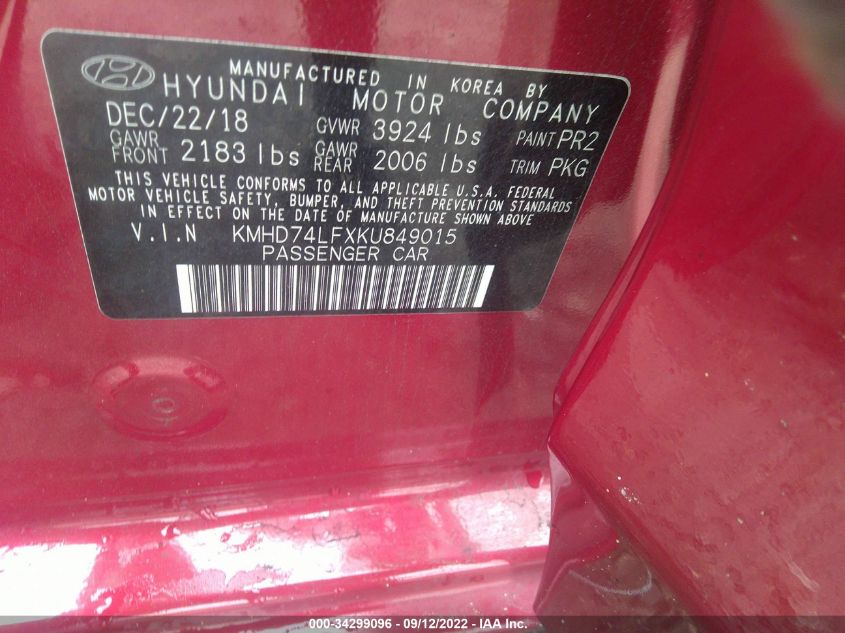 MANUFACTURED IN KOREA BY
HYUNDAI MOTOR COMPANY
DEC/22/18 GVWR 3924 lbs PAINT PR2
GAWR FRONT 2183 lbs GAWR REAR 2006 lbs TRIM PKG
THIS VEHICLE CONFORMS TO ALL APPLICABLE U.S.A. FEDERAL
MOTOR VEHICLE SAFETY, BUMPER, AND THEFT PREVENTION STANDARDS
IN EFFECT ON THE DATE OF MANUFACTURE SHOWN ABOVE
V.I.N KMHD74LFXKU849015
PASSENGER CAR
000-34299096 - 09/12/2022 - IAA Inc.